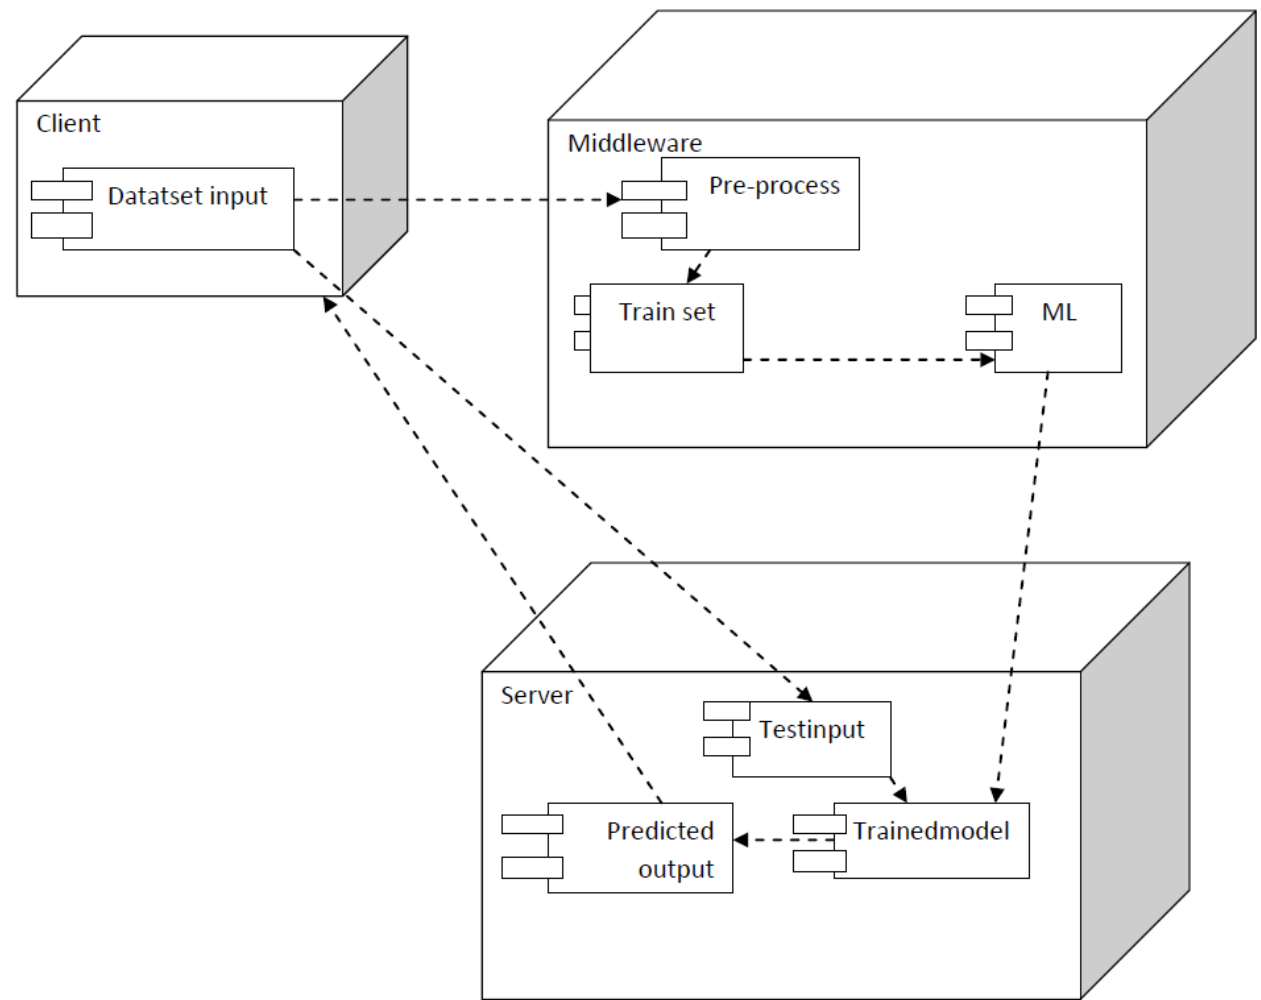 Client
Datatset input
Middleware
Pre-process
Train set
ML
Server
Testinput
Predicted
output
Trainedmodel